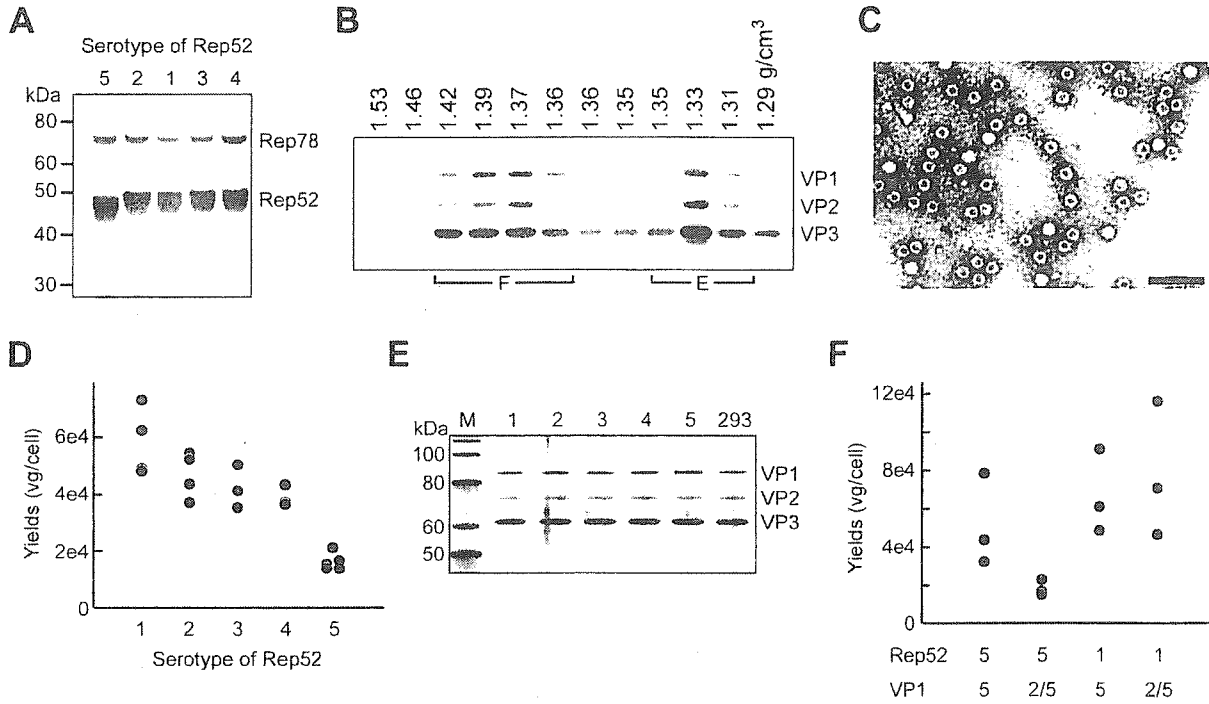 A
Serotype of Rep52
5 2 1 3 4
kDa
80
60
50
40
30
Rep78
Rep52
B
1.53 1.46 1.42 1.39 1.37 1.36 1.36 1.35 1.35 1.33 1.31 1.29 g/cm3
VP1
VP2
VP3
F E
C
D
Yields (vg/cell)
6e4
4e4
2e4
0
1 2 3 4 5
Serotype of Rep52
E
M 1 2 3 4 5 293
kDa
100
80
60
50
VP1
VP2
VP3
F
Yields (vg/cell)
12e4
8e4
4e4
0
Rep52 5 5 1 1
VP1 5 2/5 5 2/5